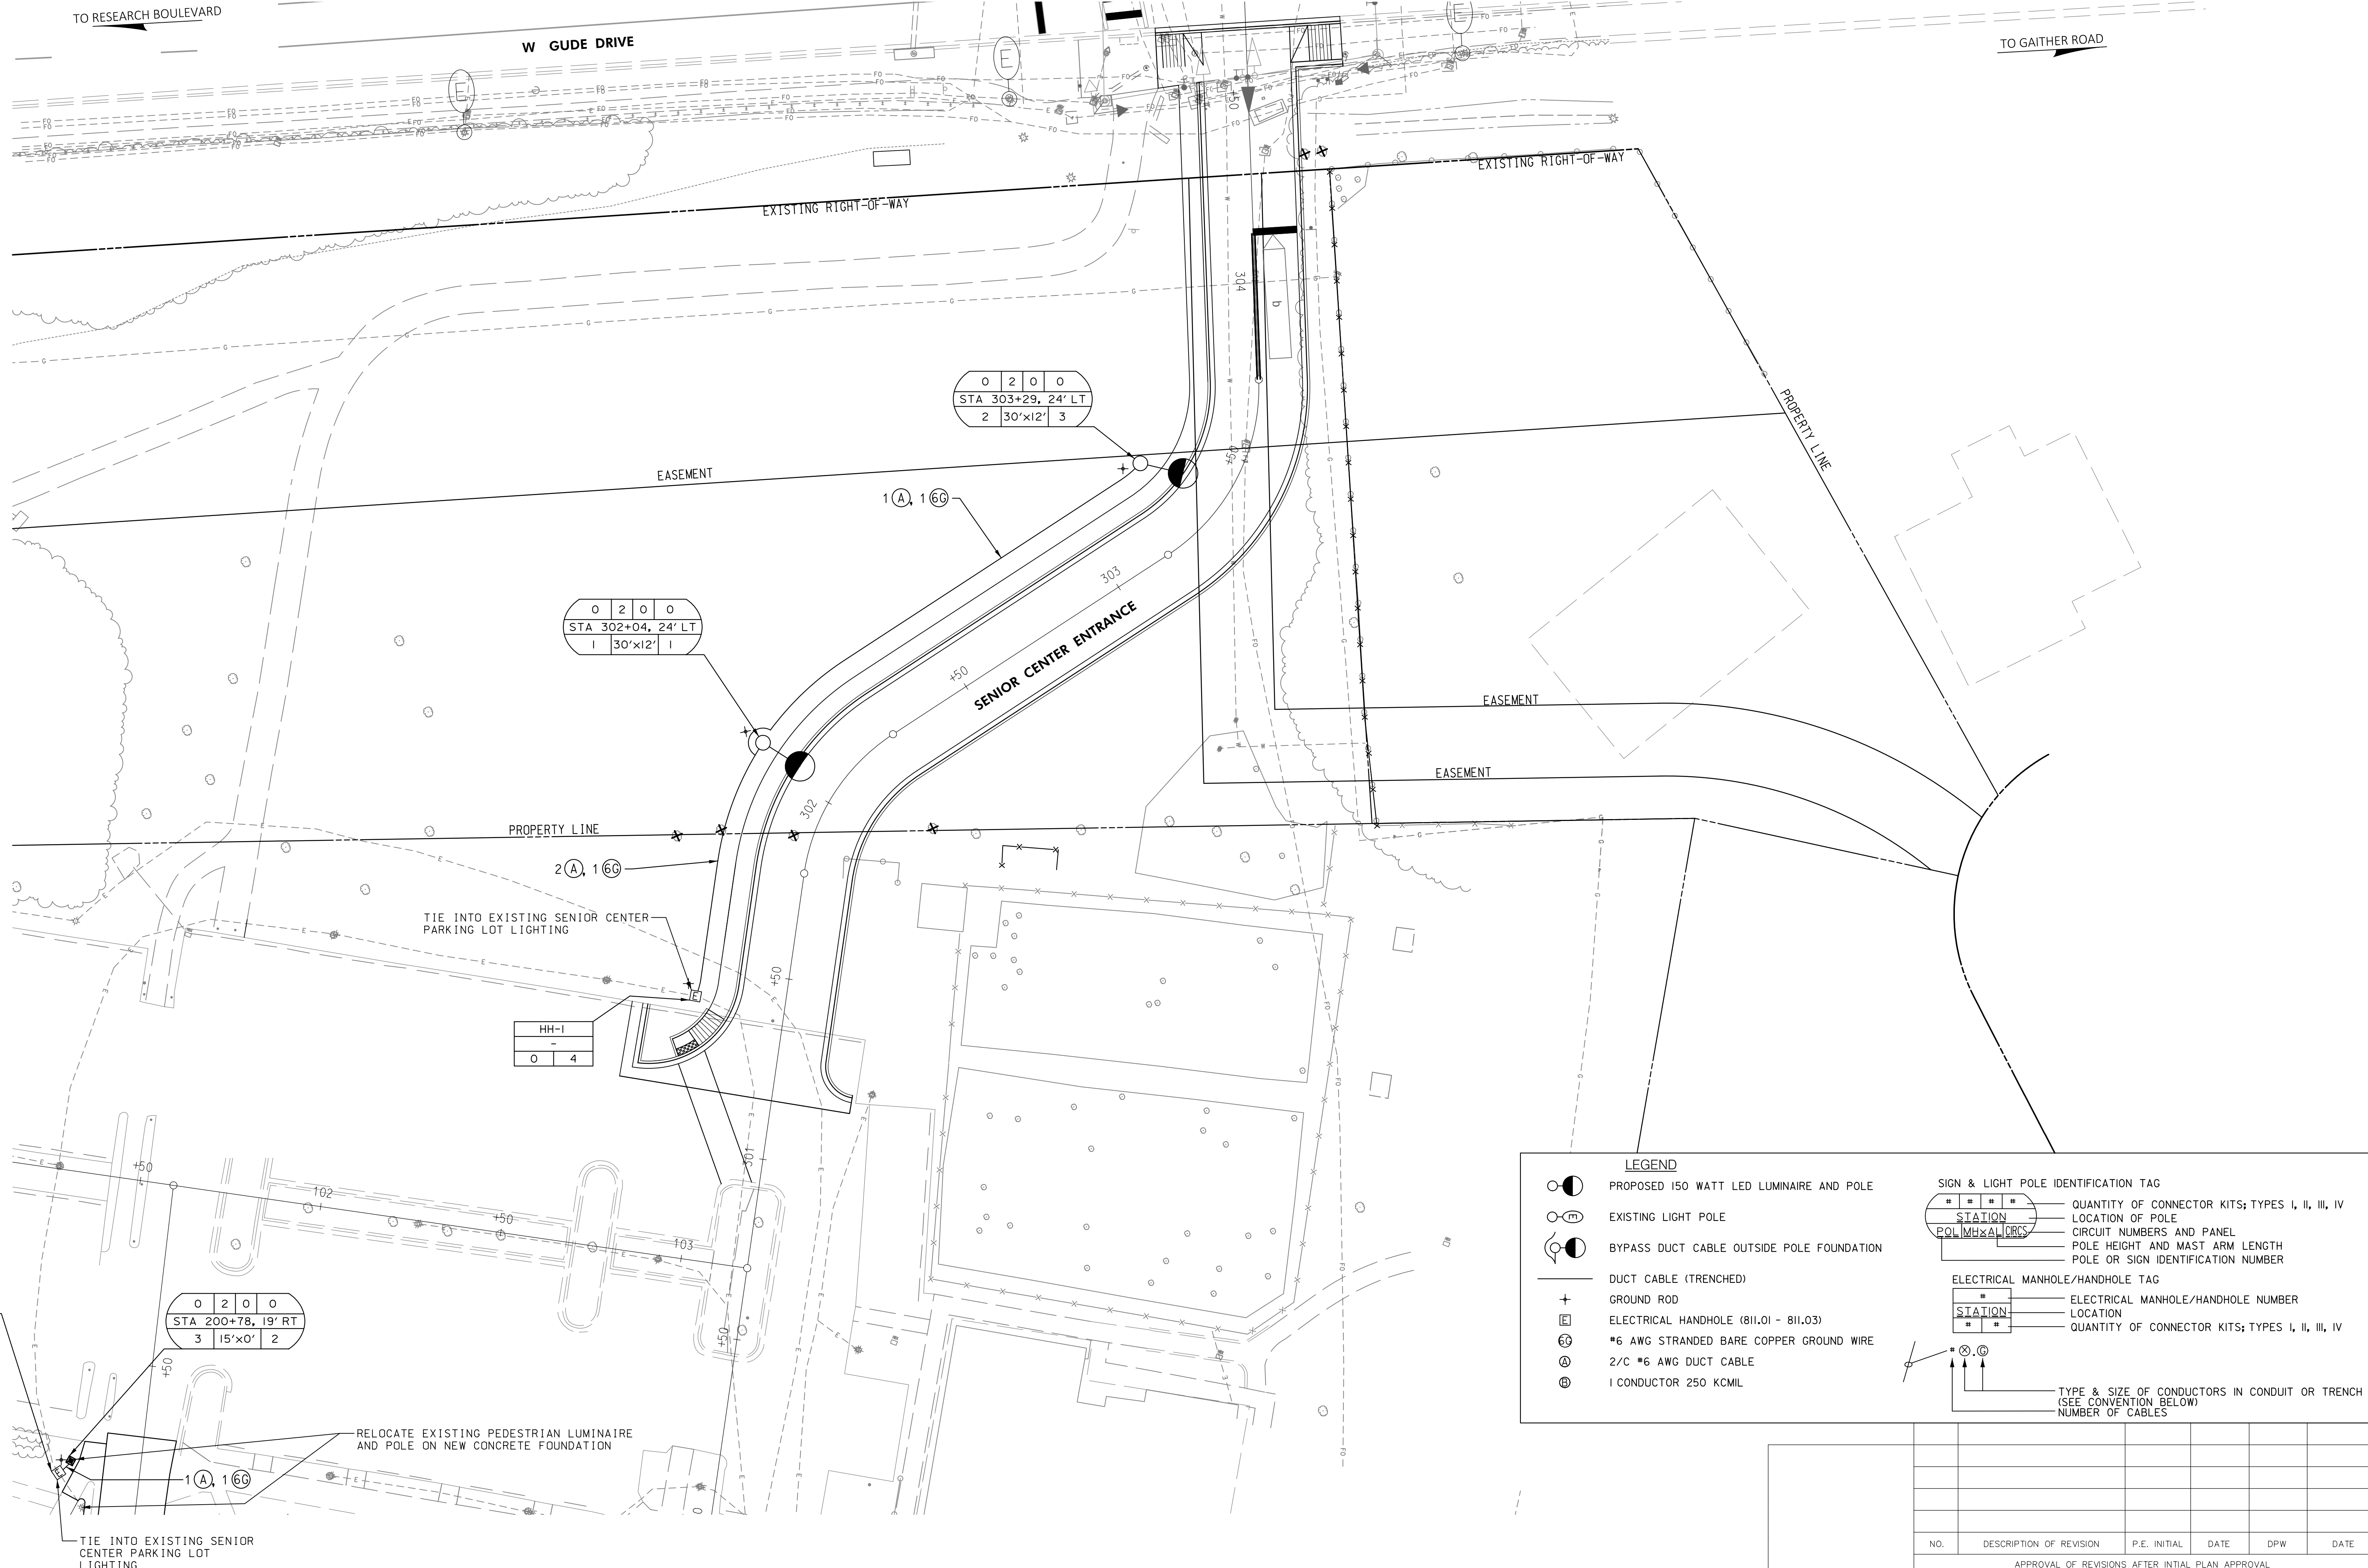 TO RESEARCH BOULEVARD
W GUDE DRIVE
TO GAITHER ROAD
EXISTING RIGHT-OF-WAY
EXISTING RIGHT-OF-WAY
+50
304
b
0 2 0 0
STA 303+29, 24' LT
2 30'x12' 3
PROPERTY LINE
EASEMENT
+50
1 A, 1 6G
303
0 2 0 0
STA 302+04, 24' LT
1 30'x12' 1
SENIOR CENTER ENTRANCE
+50
EASEMENT
EASEMENT
302
PROPERTY LINE
2 A, 1 6G
TIE INTO EXISTING SENIOR CENTER
PARKING LOT LIGHTING
+50
E
HH-1
-
0 4
301
+50
102
+50
103
+50
0 2 0 0
STA 200+78, 19' RT
3 15'x0' 2
+50
RELOCATE EXISTING PEDESTRIAN LUMINAIRE
AND POLE ON NEW CONCRETE FOUNDATION
1 A, 1 6G
TIE INTO EXISTING SENIOR
CENTER PARKING LOT
LIGHTING
LEGEND
PROPOSED 150 WATT LED LUMINAIRE AND POLE
E EXISTING LIGHT POLE
BYPASS DUCT CABLE OUTSIDE POLE FOUNDATION
DUCT CABLE (TRENCHED)
GROUND ROD
E ELECTRICAL HANDHOLE (811.01 - 811.03)
6G #6 AWG STRANDED BARE COPPER GROUND WIRE
A 2/C #6 AWG DUCT CABLE
B 1 CONDUCTOR 250 KCMIL
SIGN & LIGHT POLE IDENTIFICATION TAG
# # # # QUANTITY OF CONNECTOR KITS; TYPES I, II, III, IV
STATION LOCATION OF POLE
POL MHxAL CIRCS CIRCUIT NUMBERS AND PANEL
POLE HEIGHT AND MAST ARM LENGTH
POLE OR SIGN IDENTIFICATION NUMBER
ELECTRICAL MANHOLE/HANDHOLE TAG
# ELECTRICAL MANHOLE/HANDHOLE NUMBER
STATION LOCATION
# # QUANTITY OF CONNECTOR KITS; TYPES I, II, III, IV
# X. G
TYPE & SIZE OF CONDUCTORS IN CONDUIT OR TRENCH
(SEE CONVENTION BELOW)
NUMBER OF CABLES
NO. DESCRIPTION OF REVISION P.E. INITIAL DATE DPW DATE
APPROVAL OF REVISIONS AFTER INTIAL PLAN APPROVAL